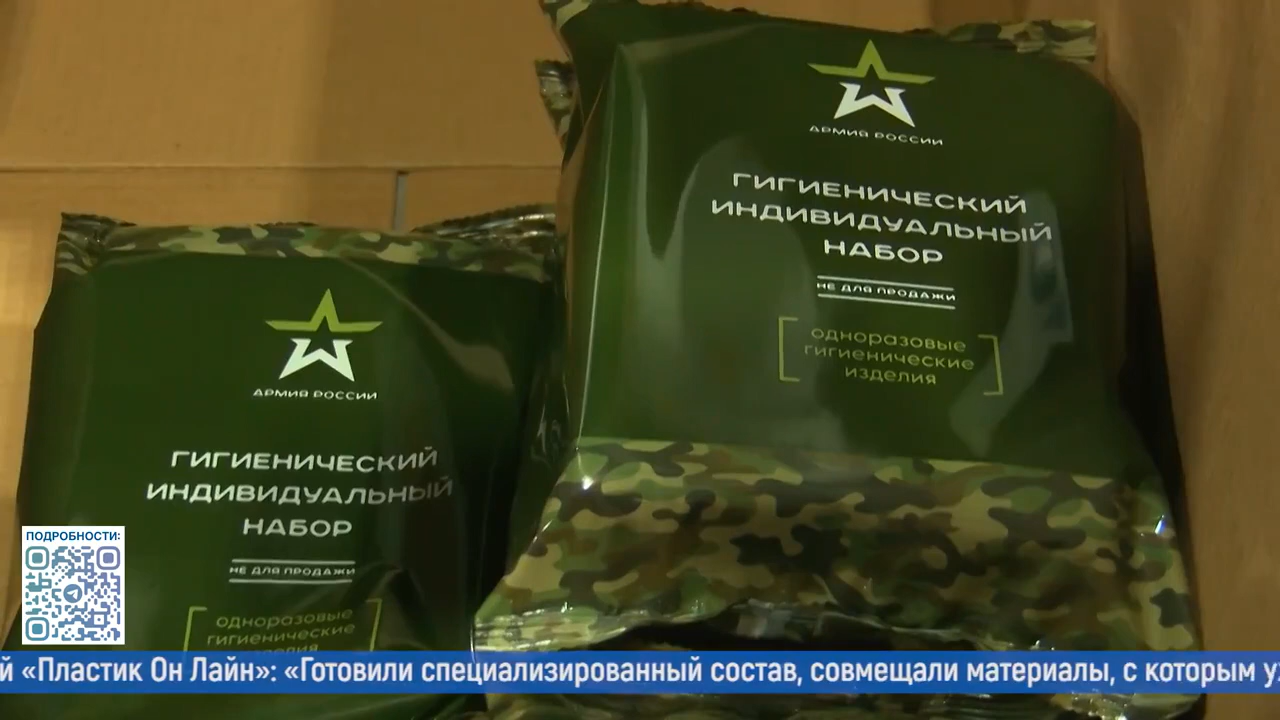 АРМИЯ РОССИИ
ГИГИЕНИЧЕСКИЙ
ИНДИВИДУАЛЬНЫЙ
НАБОР
НЕ ДЛЯ ПРОДАЖИ
одноразовые
гигиенические
изделия
АРМИЯ РОССИИ
ГИГИЕНИЧЕСКИЙ
ИНДИВИДУАЛЬНЫЙ
НАБОР
НЕ ДЛЯ ПРОДАЖИ
одноразовые
гигиенические
изделия
ПОДРОБНОСТИ:
й «Пластик Он Лайн»: «Готовили специализированный состав, совмещали материалы, с которым у